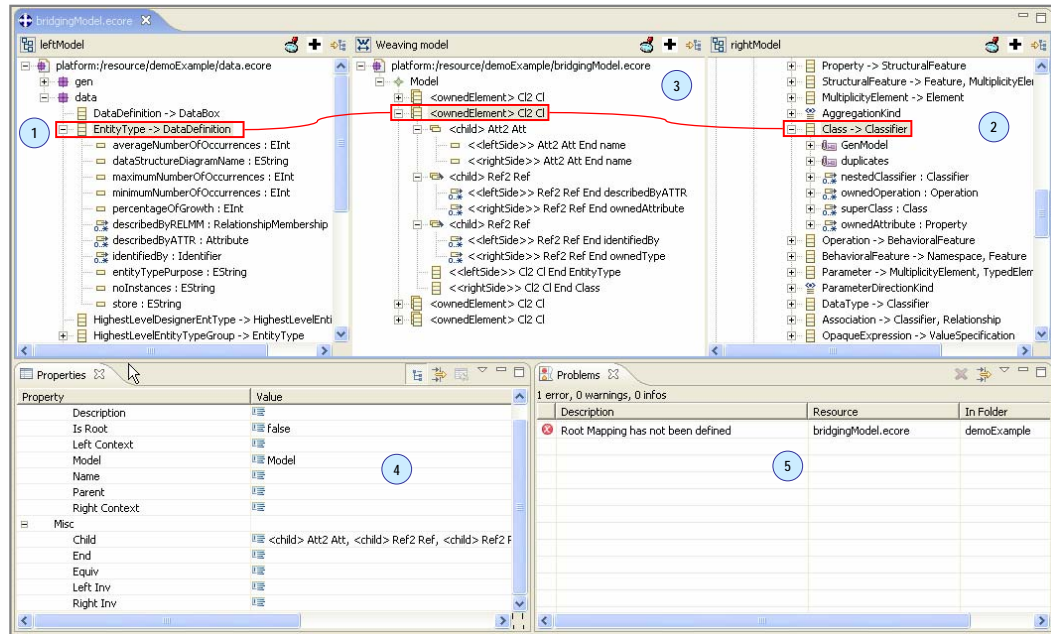 bridgingModel.ecore
leftModel
platform:/resource/demoExample/data.ecore
gen
data
DataDefinition -> DataBox
1
EntityType -> DataDefinition
averageNumberOfOccurrences : EInt
dataStructureDiagramName : EString
maximumNumberOfOccurrences : EInt
minimumNumberOfOccurrences : EInt
percentageOfGrowth : EInt
describedByRELMM : RelationshipMembership
describedByATTR : Attribute
identifiedBy : Identifier
entityTypePurpose : EString
noInstances : EString
store : EString
HighestLevelDesignerEntType -> HighestLevelEnti
HighestLevelEntityTypeGroup -> EntityType
Weaving model
platform:/resource/demoExample/bridgingModel.ecore
Model
3
<ownedElement> Cl2 Cl
<ownedElement> Cl2 Cl
<child> Att2 Att
<<leftSide>> Att2 Att End name
<<rightSide>> Att2 Att End name
<child> Ref2 Ref
<<leftSide>> Ref2 Ref End describedByATTR
<<rightSide>> Ref2 Ref End ownedAttribute
<child> Ref2 Ref
<<leftSide>> Ref2 Ref End identifiedBy
<<rightSide>> Ref2 Ref End ownedType
<<leftSide>> Cl2 Cl End EntityType
<<rightSide>> Cl2 Cl End Class
<ownedElement> Cl2 Cl
<ownedElement> Cl2 Cl
rightModel
Property -> StructuralFeature
StructuralFeature -> Feature, MultiplicityEler
MultiplicityElement -> Element
AggregationKind
2
Class -> Classifier
GenModel
duplicates
nestedClassifier : Classifier
ownedOperation : Operation
superClass : Class
ownedAttribute : Property
Operation -> BehavioralFeature
BehavioralFeature -> Namespace, Feature
Parameter -> MultiplicityElement, TypedElem
ParameterDirectionKind
DataType -> Classifier
Association -> Classifier, Relationship
OpaqueExpression -> ValueSpecification
Properties
Property Value
Description
Is Root false
Left Context
Model Model
4
Name
Parent
Right Context
Misc
Child <child> Att2 Att, <child> Ref2 Ref, <child> Ref2 F
End
Equiv
Left Inv
Right Inv
Problems
1 error, 0 warnings, 0 infos
Description Resource In Folder
Root Mapping has not been defined bridgingModel.ecore demoExample
5